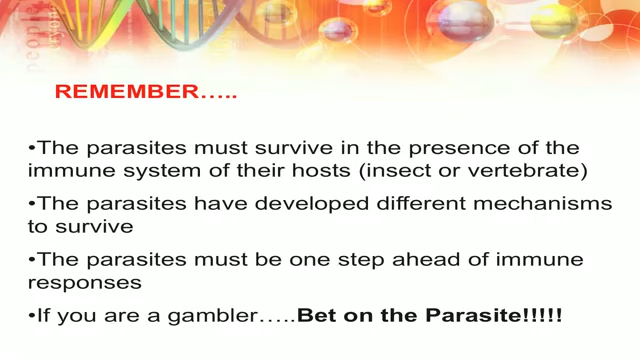 REMEMBER…..
•The parasites must survive in the presence of the
immune system of their hosts (insect or vertebrate)
•The parasites have developed different mechanisms
to survive
•The parasites must be one step ahead of immune
responses
•If you are a gambler…..Bet on the Parasite!!!!!